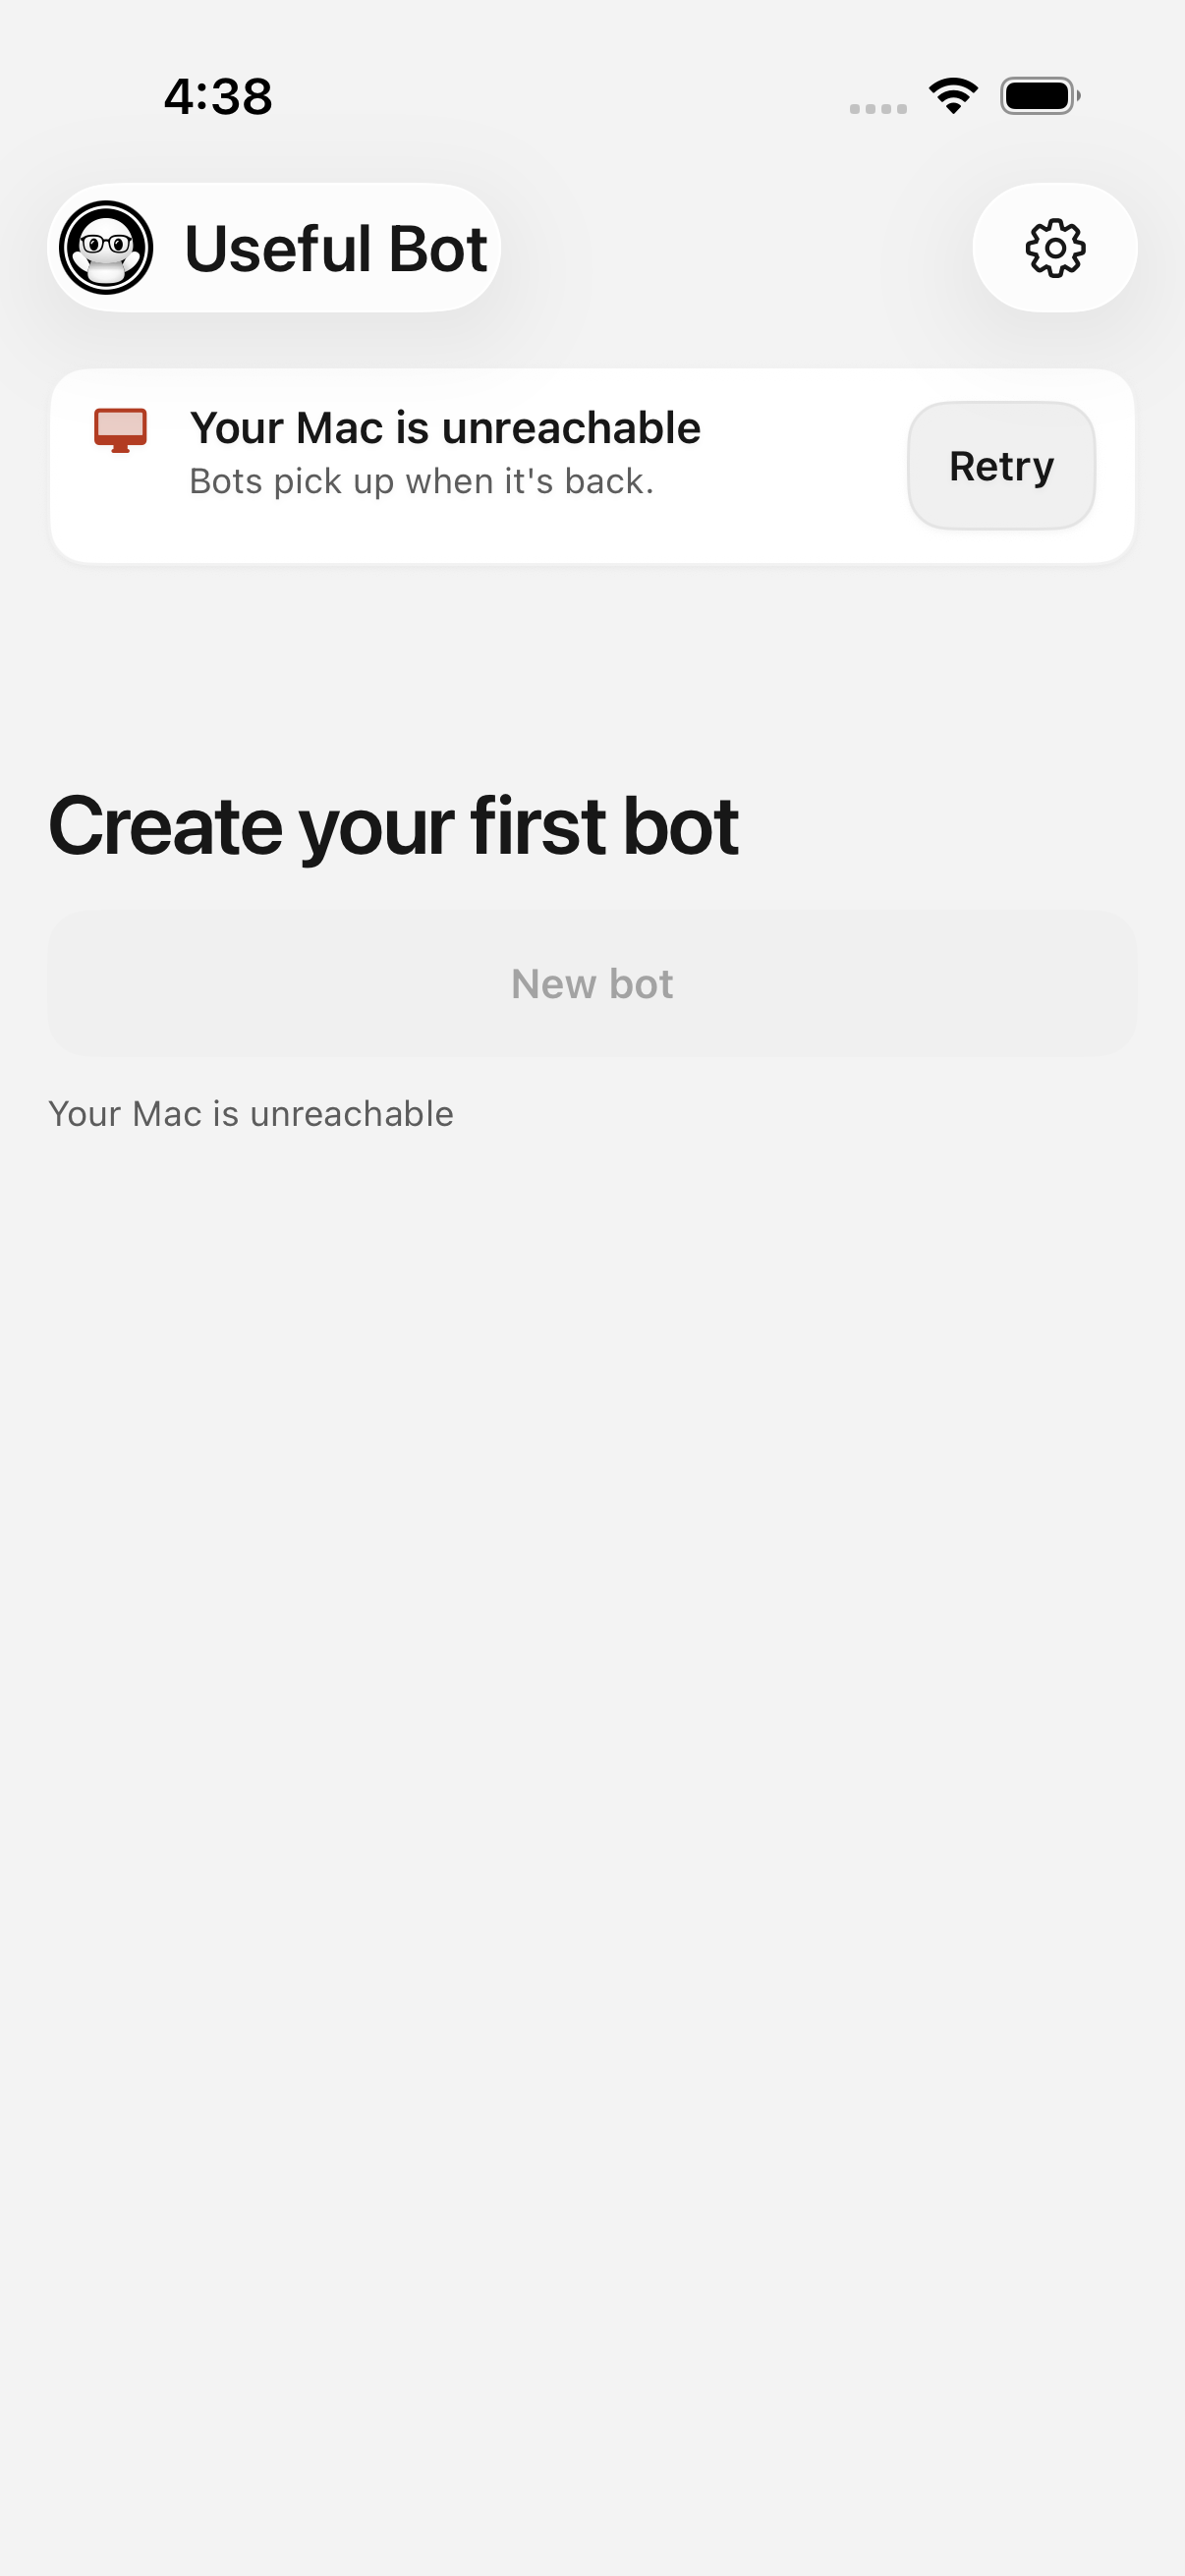 4:38
Useful Bot
Your Mac is unreachable
Bots pick up when it's back.
Retry
Create your first bot
New bot
Your Mac is unreachable